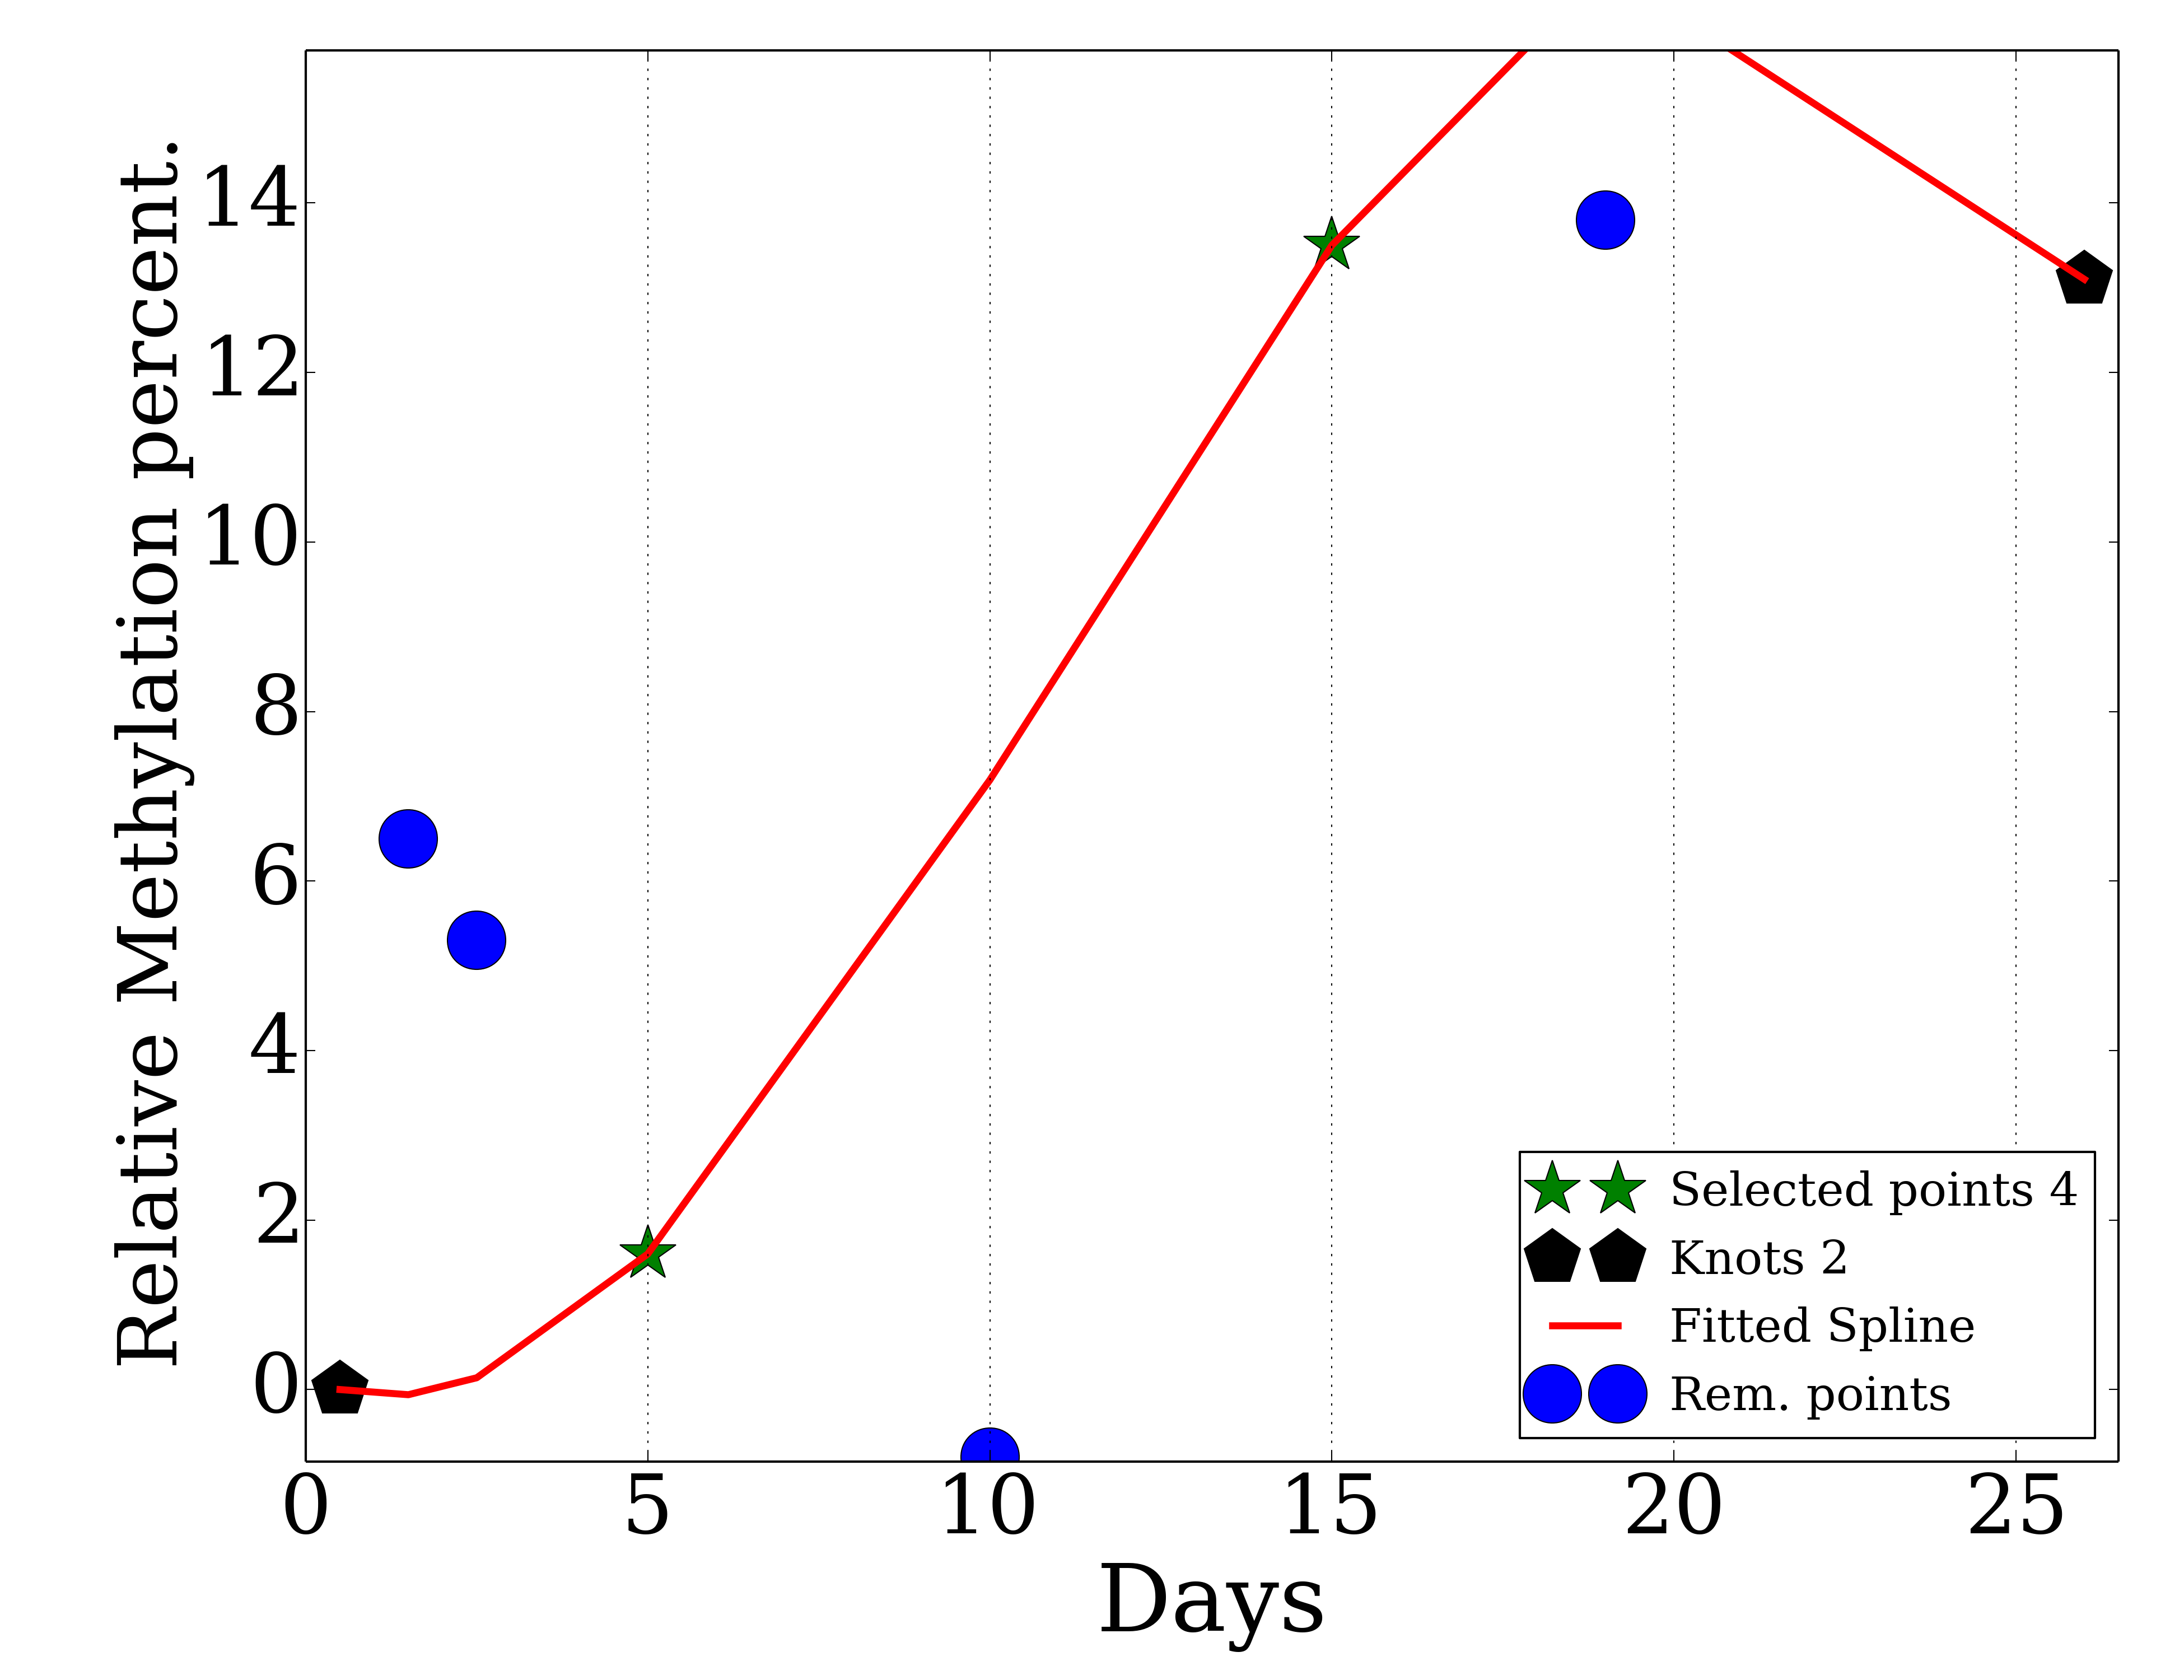 Relative Methylation percent.
14
12
10
8
6
4
2
0
0 5 10 15 20 25
Days
Selected points 4
Knots 2
Fitted Spline
Rem. points